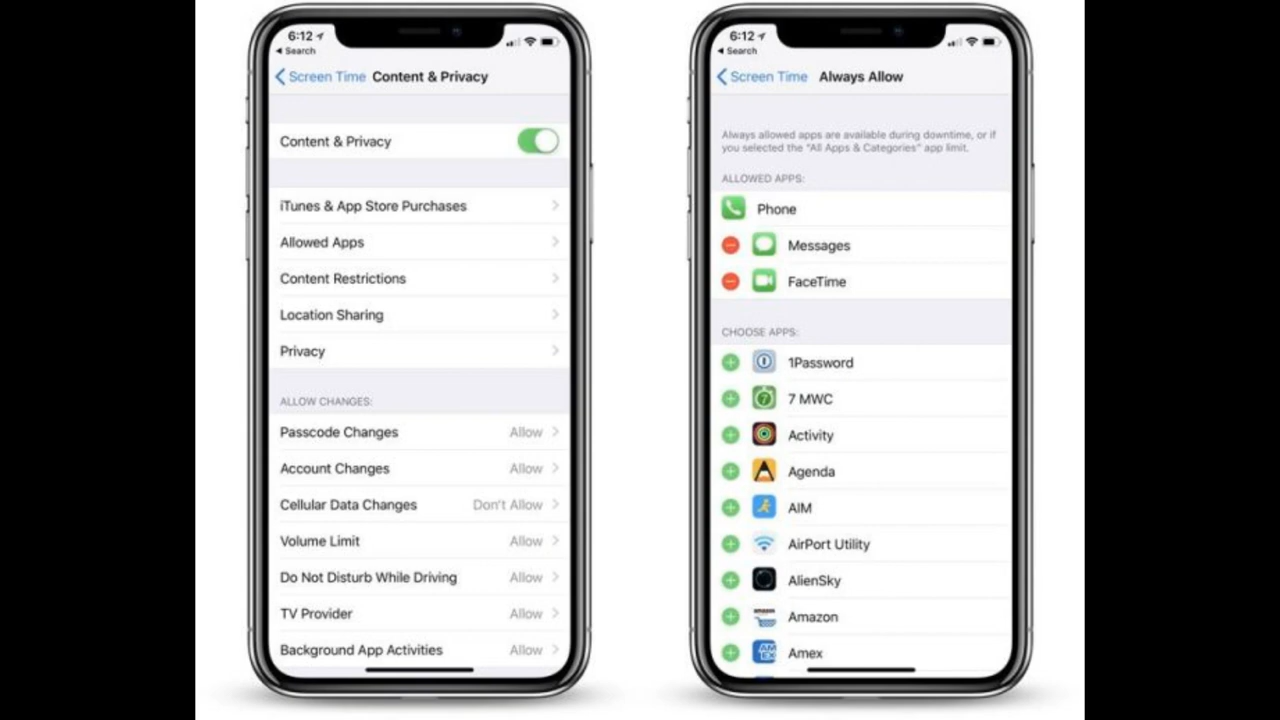 6:12
Search
Screen Time Content & Privacy
Content & Privacy
iTunes & App Store Purchases
Allowed Apps
Content Restrictions
Location Sharing
Privacy
ALLOW CHANGES:
Passcode Changes Allow
Account Changes Allow
Cellular Data Changes Don't Allow
Volume Limit Allow
Do Not Disturb While Driving Allow
TV Provider Allow
Background App Activities Allow
6:12
Search
Screen Time Always Allow
Always allowed apps are available during downtime, or if
you selected the "All Apps & Categories" app limit.
ALLOWED APPS:
Phone
Messages
FaceTime
CHOOSE APPS:
1Password
7 MWC
7
Activity
Agenda
AIM
AirPort Utility
AlienSky
Amazon
AM
EX
Amex